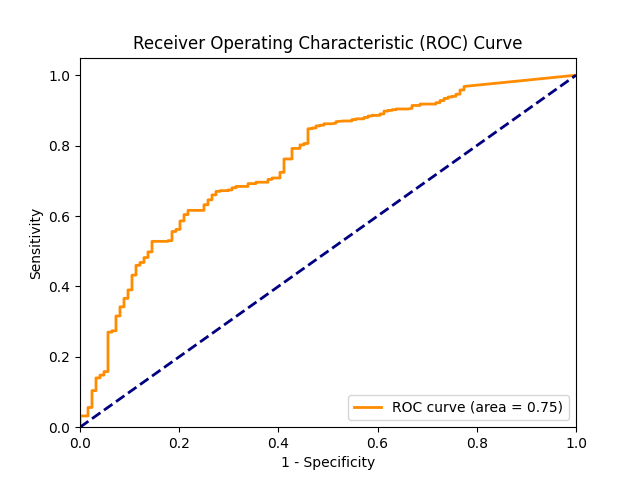 Receiver Operating Characteristic (ROC) Curve
1.0
0.8
0.6
0.4
0.2
0.0
Sensitivity
ROC curve (area = 0.75)
0.0 0.2 0.4 0.6 0.8 1.0
1 - Specificity